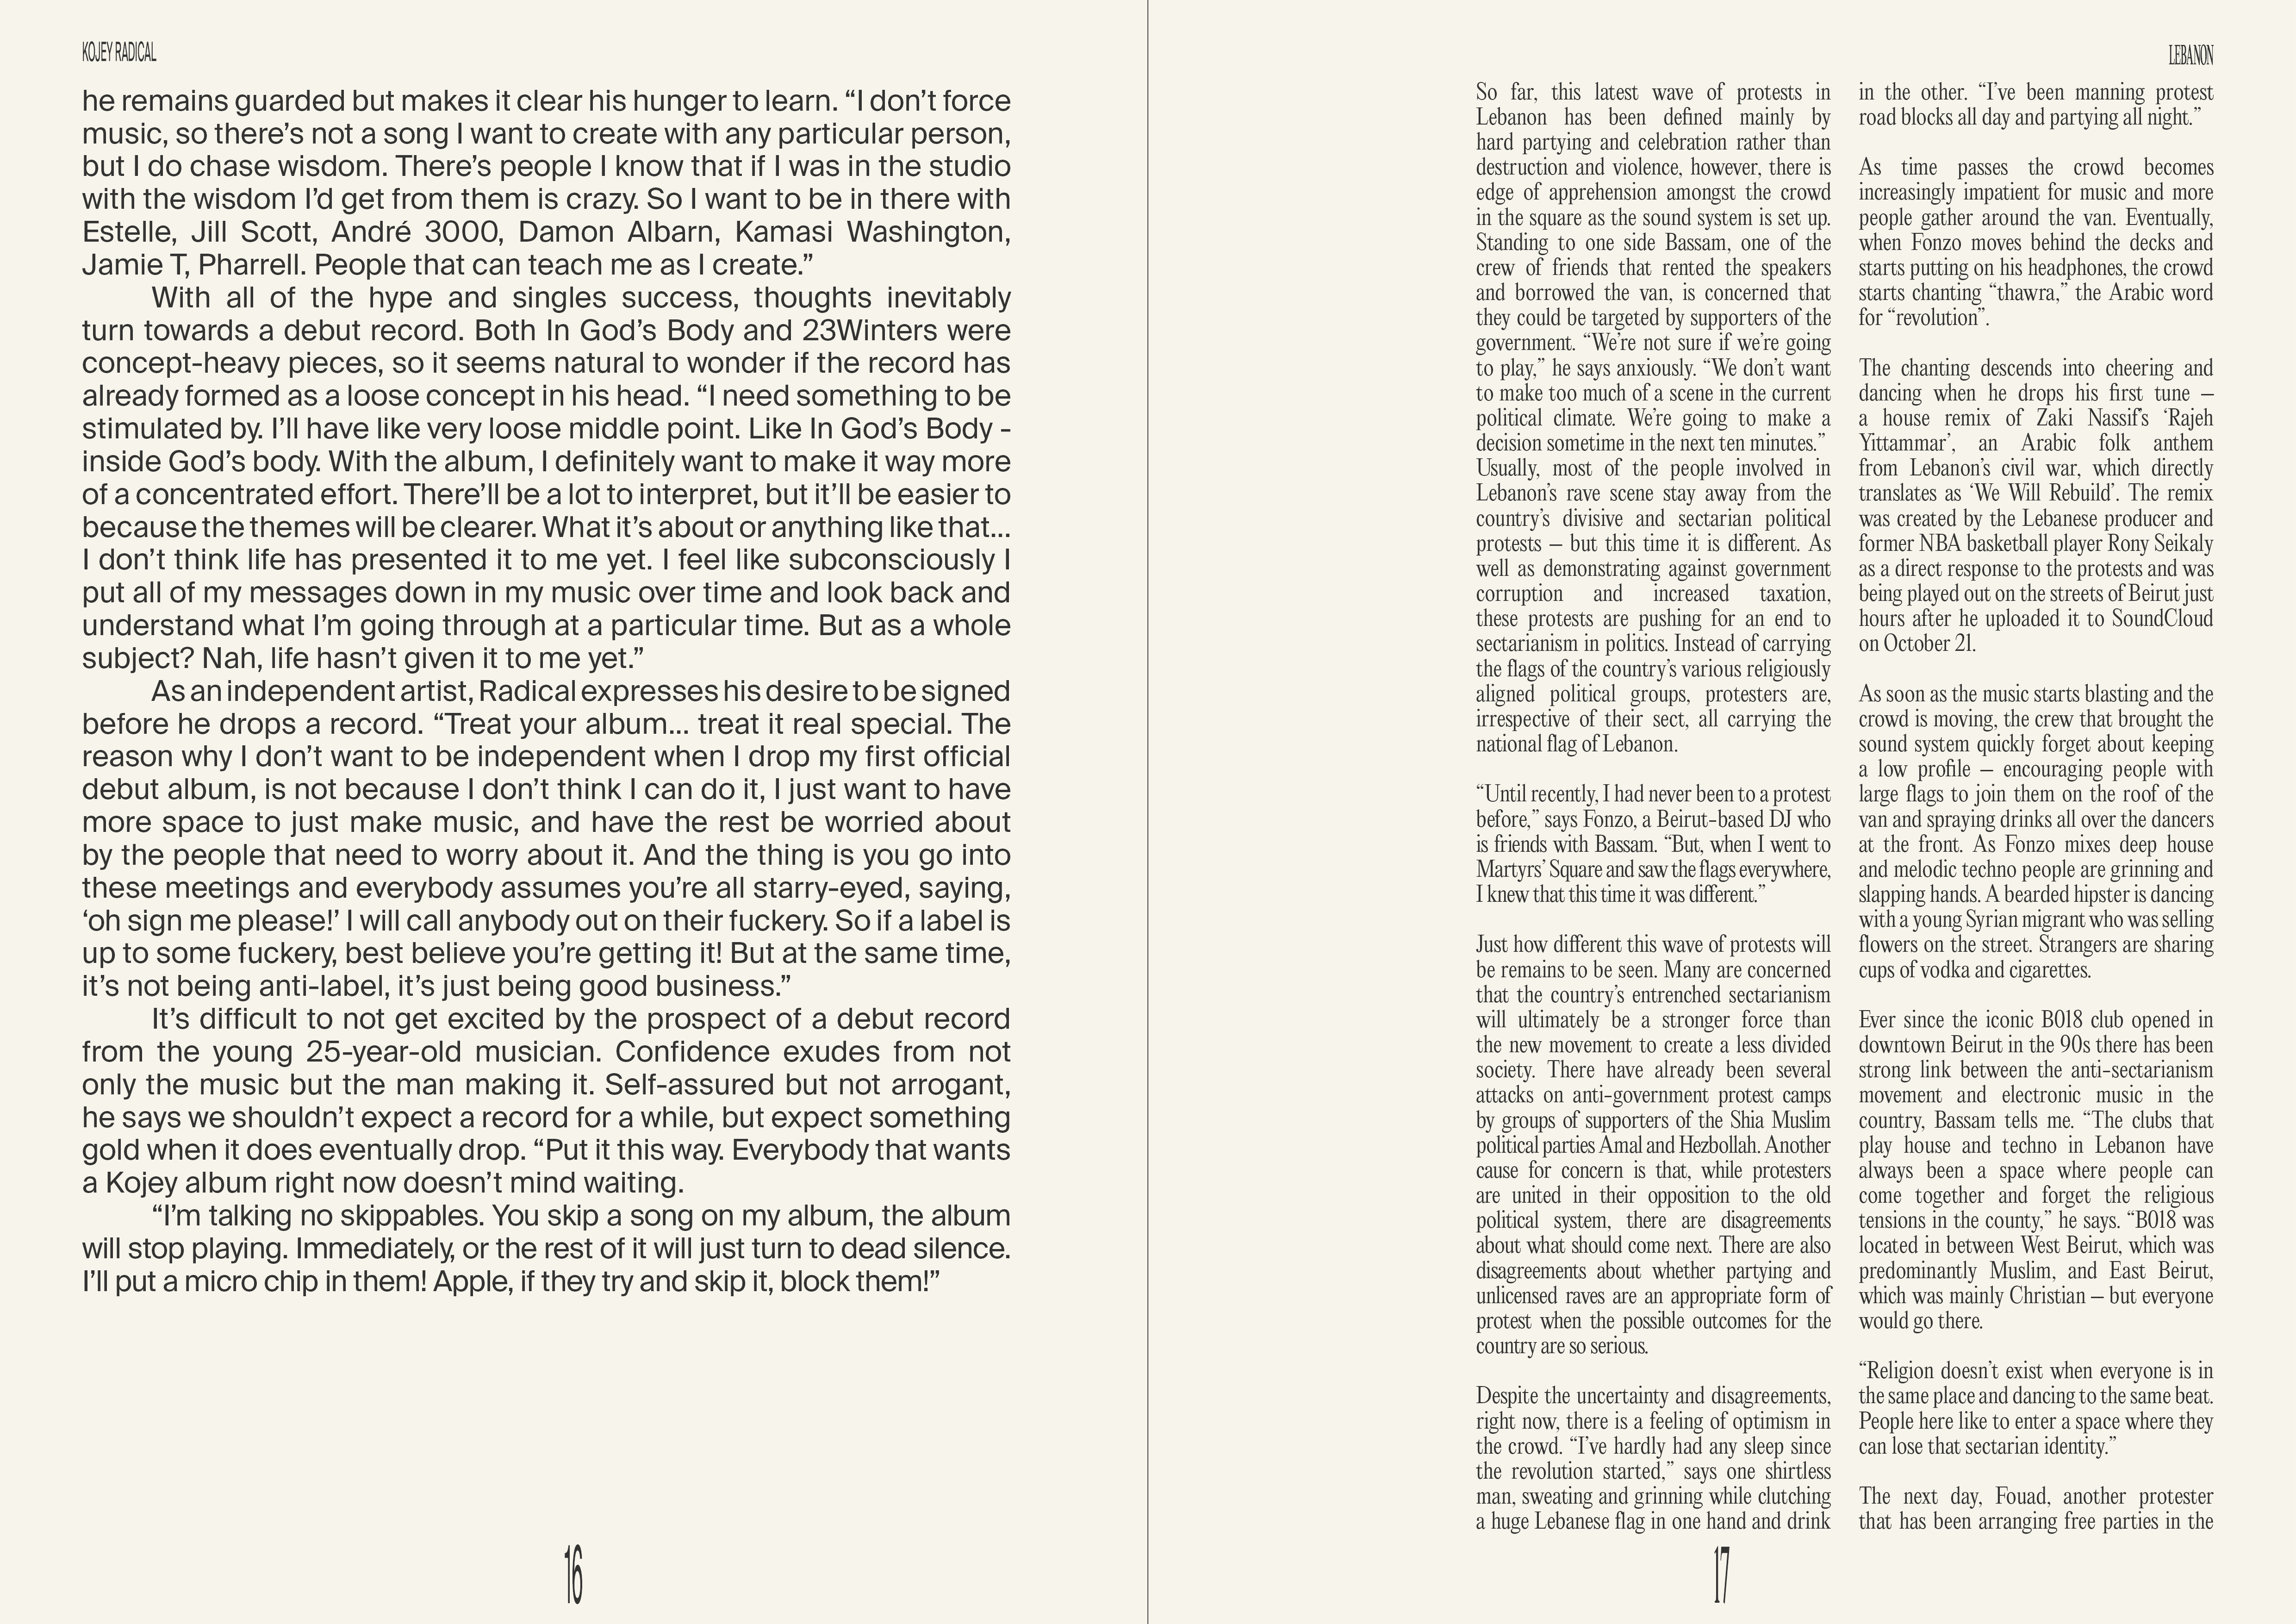 KOJEY RADICAL
he remains guarded but makes it clear his hunger to learn. “I don’t force
music, so there’s not a song I want to create with any particular person,
but I do chase wisdom. There’s people I know that if I was in the studio
with the wisdom I’d get from them is crazy. So I want to be in there with
Estelle, Jill Scott, André 3000, Damon Albarn, Kamasi Washington,
Jamie T, Pharrell. People that can teach me as I create.”
With all of the hype and singles success, thoughts inevitably
turn towards a debut record. Both In God’s Body and 23Winters were
concept-heavy pieces, so it seems natural to wonder if the record has
already formed as a loose concept in his head. “I need something to be
stimulated by. I’ll have like very loose middle point. Like In God’s Body -
inside God’s body. With the album, I definitely want to make it way more
of a concentrated effort. There’ll be a lot to interpret, but it’ll be easier to
because the themes will be clearer. What it’s about or anything like that...
I don’t think life has presented it to me yet. I feel like subconsciously I
put all of my messages down in my music over time and look back and
understand what I’m going through at a particular time. But as a whole
subject? Nah, life hasn’t given it to me yet.”
As an independent artist, Radical expresses his desire to be signed
before he drops a record. “Treat your album... treat it real special. The
reason why I don’t want to be independent when I drop my first official
debut album, is not because I don’t think I can do it, I just want to have
more space to just make music, and have the rest be worried about
by the people that need to worry about it. And the thing is you go into
these meetings and everybody assumes you’re all starry-eyed, saying,
‘oh sign me please!’ I will call anybody out on their fuckery. So if a label is
up to some fuckery, best believe you’re getting it! But at the same time,
it’s not being anti-label, it’s just being good business.”
It’s difficult to not get excited by the prospect of a debut record
from the young 25-year-old musician. Confidence exudes from not
only the music but the man making it. Self-assured but not arrogant,
he says we shouldn’t expect a record for a while, but expect something
gold when it does eventually drop. “Put it this way. Everybody that wants
a Kojey album right now doesn’t mind waiting.
“I’m talking no skippables. You skip a song on my album, the album
will stop playing. Immediately, or the rest of it will just turn to dead silence.
I’ll put a micro chip in them! Apple, if they try and skip it, block them!”
16
LEBANON
So far, this latest wave of protests in
Lebanon has been defined mainly by
hard partying and celebration rather than
destruction and violence, however, there is
edge of apprehension amongst the crowd
in the square as the sound system is set up.
Standing to one side Bassam, one of the
crew of friends that rented the speakers
and borrowed the van, is concerned that
they could be targeted by supporters of the
government. “We’re not sure if we’re going
to play,” he says anxiously. “We don’t want
to make too much of a scene in the current
political climate. We’re going to make a
decision sometime in the next ten minutes.”
Usually, most of the people involved in
Lebanon’s rave scene stay away from the
country’s divisive and sectarian political
protests – but this time it is different. As
well as demonstrating against government
corruption and increased taxation,
these protests are pushing for an end to
sectarianism in politics. Instead of carrying
the flags of the country’s various religiously
aligned political groups, protesters are,
irrespective of their sect, all carrying the
national flag of Lebanon.
“Until recently, I had never been to a protest
before,” says Fonzo, a Beirut-based DJ who
is friends with Bassam. “But, when I went to
Martyrs’ Square and saw the flags everywhere,
I knew that this time it was different.”
Just how different this wave of protests will
be remains to be seen. Many are concerned
that the country’s entrenched sectarianism
will ultimately be a stronger force than
the new movement to create a less divided
society. There have already been several
attacks on anti-government protest camps
by groups of supporters of the Shia Muslim
political parties Amal and Hezbollah. Another
cause for concern is that, while protesters
are united in their opposition to the old
political system, there are disagreements
about what should come next. There are also
disagreements about whether partying and
unlicensed raves are an appropriate form of
protest when the possible outcomes for the
country are so serious.
Despite the uncertainty and disagreements,
right now, there is a feeling of optimism in
the crowd. “I’ve hardly had any sleep since
the revolution started,” says one shirtless
man, sweating and grinning while clutching
a huge Lebanese flag in one hand and drink
in the other. “I’ve been manning protest
road blocks all day and partying all night.”
As time passes the crowd becomes
increasingly impatient for music and more
people gather around the van. Eventually,
when Fonzo moves behind the decks and
starts putting on his headphones, the crowd
starts chanting “thawra,” the Arabic word
for “revolution”.
The chanting descends into cheering and
dancing when he drops his first tune –
a house remix of Zaki Nassif’s ‘Rajeh
Yittammar’, an Arabic folk anthem
from Lebanon’s civil war, which directly
translates as ‘We Will Rebuild’. The remix
was created by the Lebanese producer and
former NBA basketball player Rony Seikaly
as a direct response to the protests and was
being played out on the streets of Beirut just
hours after he uploaded it to SoundCloud
on October 21.
As soon as the music starts blasting and the
crowd is moving, the crew that brought the
sound system quickly forget about keeping
a low profile – encouraging people with
large flags to join them on the roof of the
van and spraying drinks all over the dancers
at the front. As Fonzo mixes deep house
and melodic techno people are grinning and
slapping hands. A bearded hipster is dancing
with a young Syrian migrant who was selling
flowers on the street. Strangers are sharing
cups of vodka and cigarettes.
Ever since the iconic B018 club opened in
downtown Beirut in the 90s there has been
strong link between the anti-sectarianism
movement and electronic music in the
country, Bassam tells me. “The clubs that
play house and techno in Lebanon have
always been a space where people can
come together and forget the religious
tensions in the county,” he says. “B018 was
located in between West Beirut, which was
predominantly Muslim, and East Beirut,
which was mainly Christian – but everyone
would go there.
“Religion doesn’t exist when everyone is in
the same place and dancing to the same beat.
People here like to enter a space where they
can lose that sectarian identity.”
The next day, Fouad, another protester
that has been arranging free parties in the
17